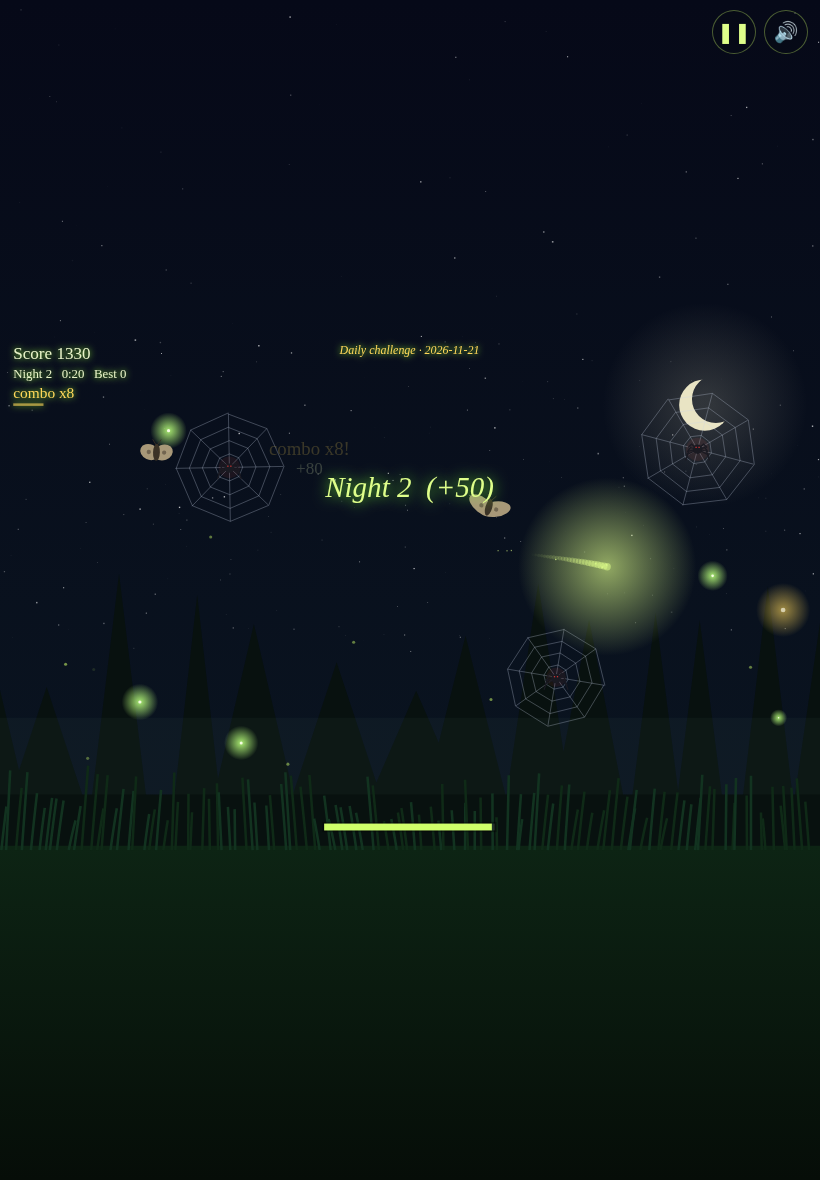 Score 1330
Daily challenge · 2026-11-21
Night 2 0:20 Best 0
combo x8
combo x8!
+80
Night 2 (+50)